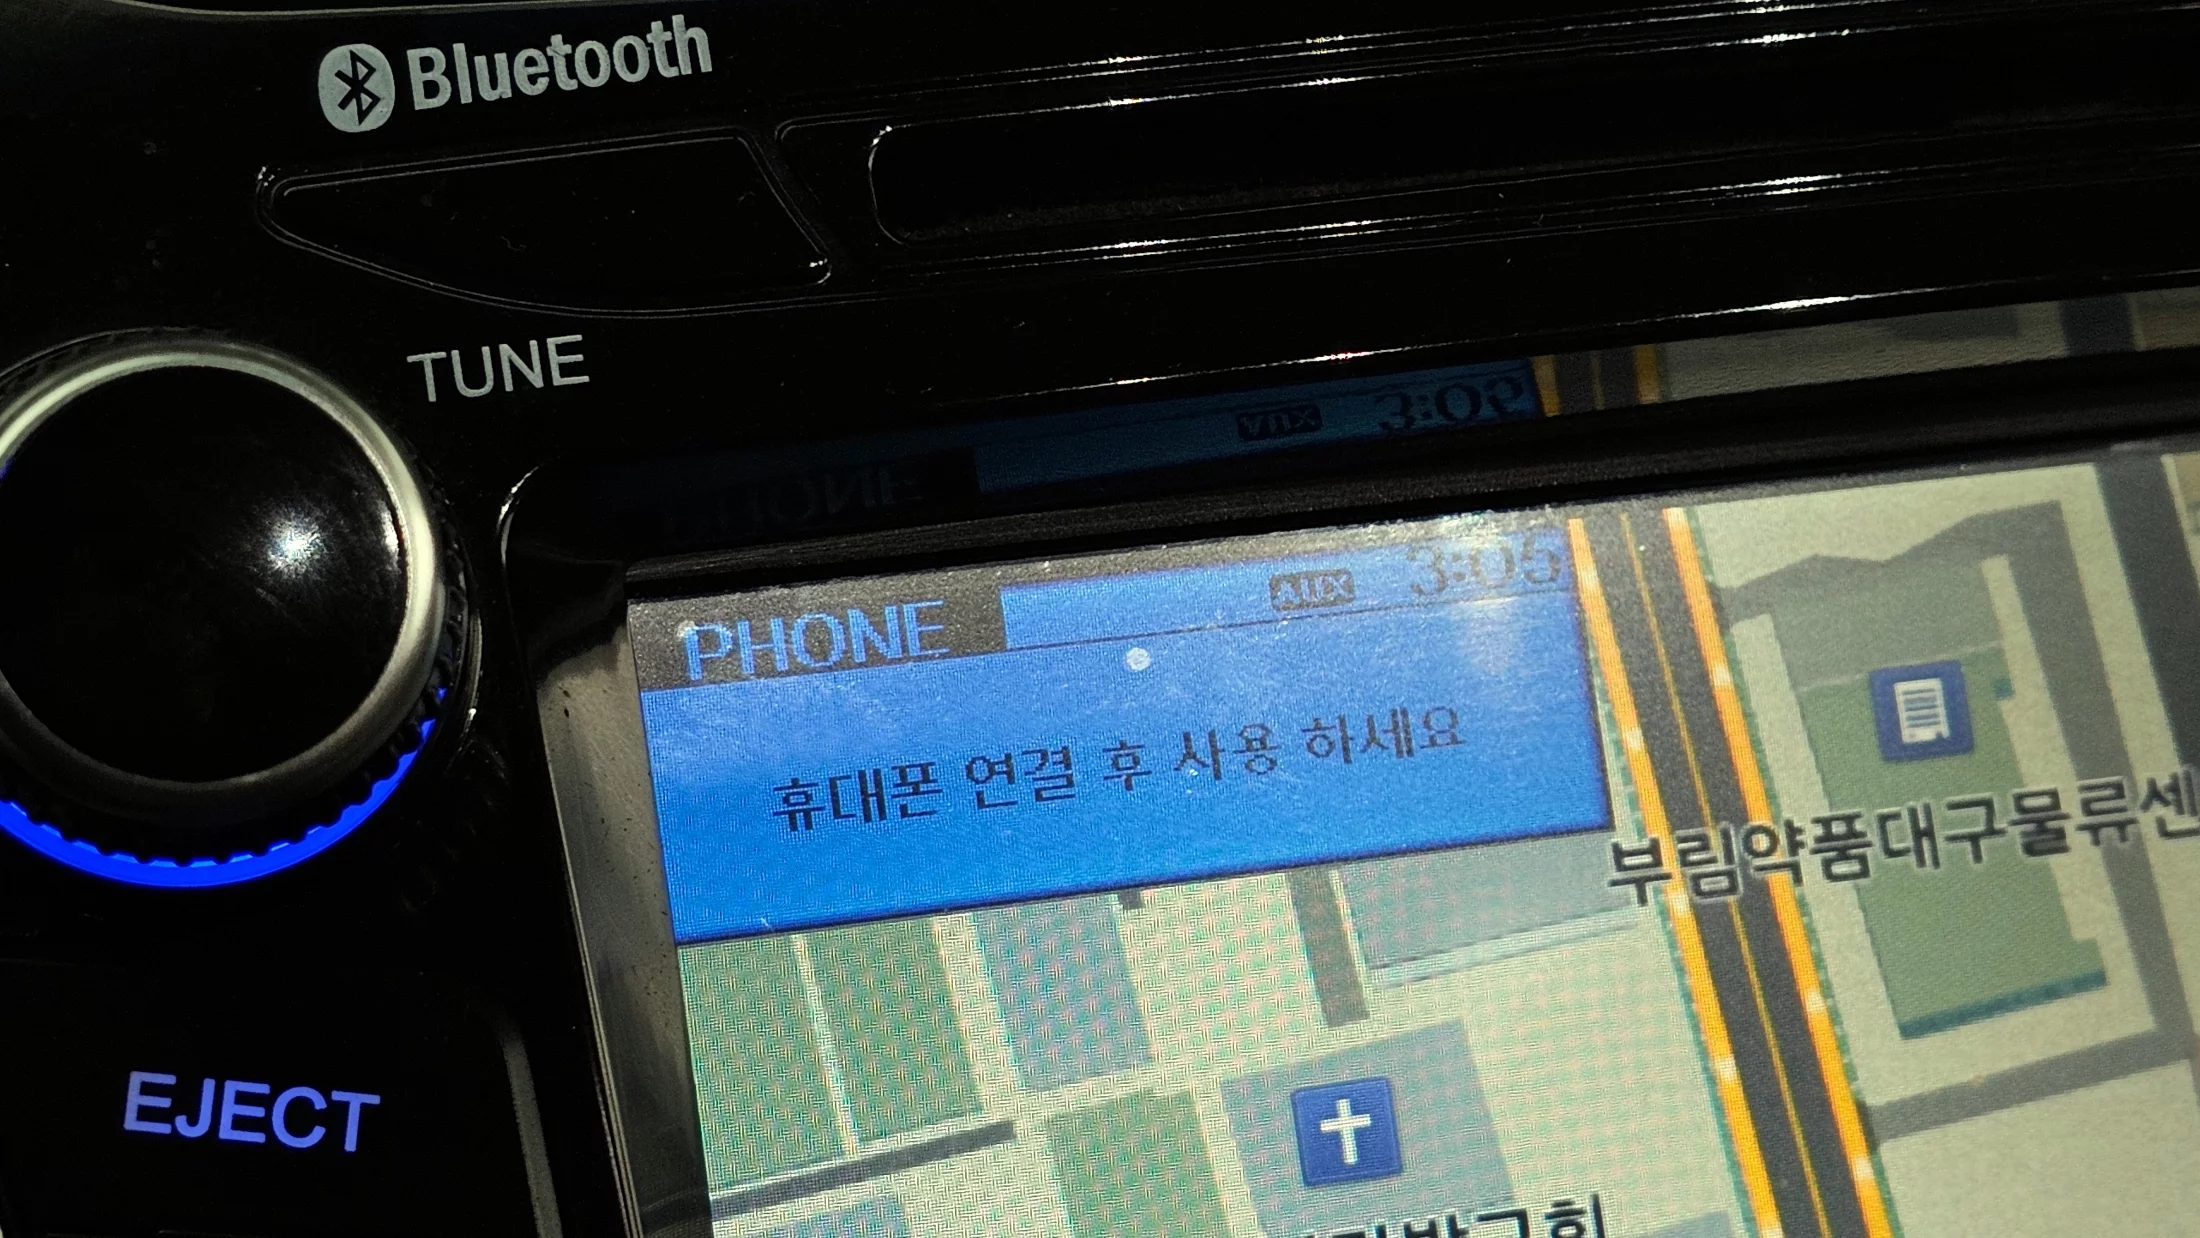 Bluetooth
TUNE
PHONE
AUX
3:05
휴대폰 연결 후 사용 하세요
부림약품대구물류센
EJECT